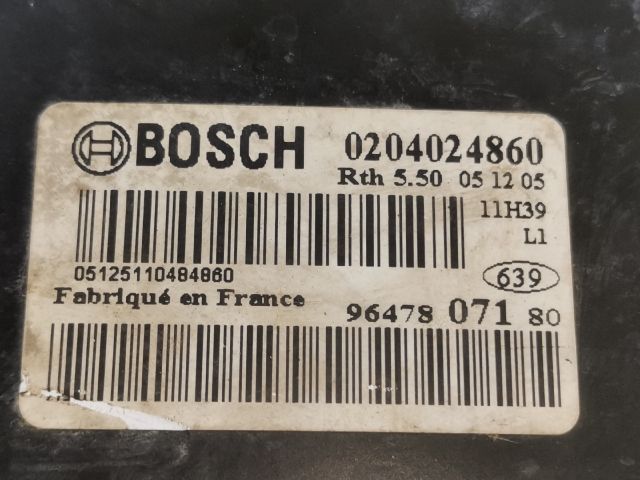 BOSCH 0204024860
Rth 5.50 05 12 05
11H39
L1
05125110484860
639
Fabriqué en France
96478 071 80